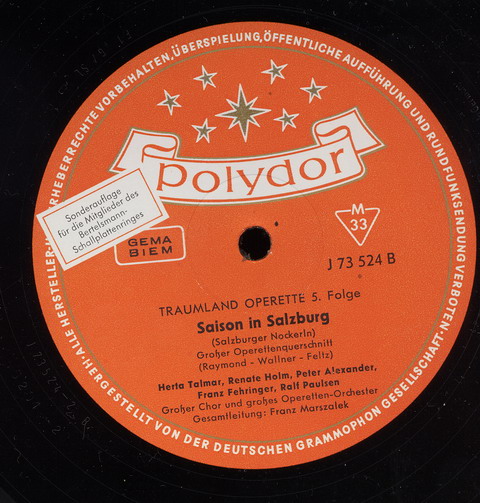 ALLE HERSTELLER- U. URHEBERRECHTE VORBEHALTEN, ÜBERSPIELUNG, ÖFFENTLICHE AUFFÜHRUNG UND RUNDFUNKSENDUNG VERBOTEN.
polydor
Sonderauflage
für die Mitglieder des
Bertelsmann-
Schallplattenringes
GEMA
BIEM
M
33
J 73 524 B
TRAUMLAND OPERETTE 5. Folge
Saison in Salzburg
(Salzburger Nockerln)
Großer Operettenquerschnitt
(Raymond - Wallner - Feltz)
Herta Talmar, Renate Holm, Peter Alexander,
Franz Fehringer, Ralf Paulsen
Großer Chor und großes Operetten-Orchester
Gesamtleitung: Franz Marszalek
HERGESTELLT VON DER DEUTSCHEN GRAMMOPHON GESELLSCHAFT